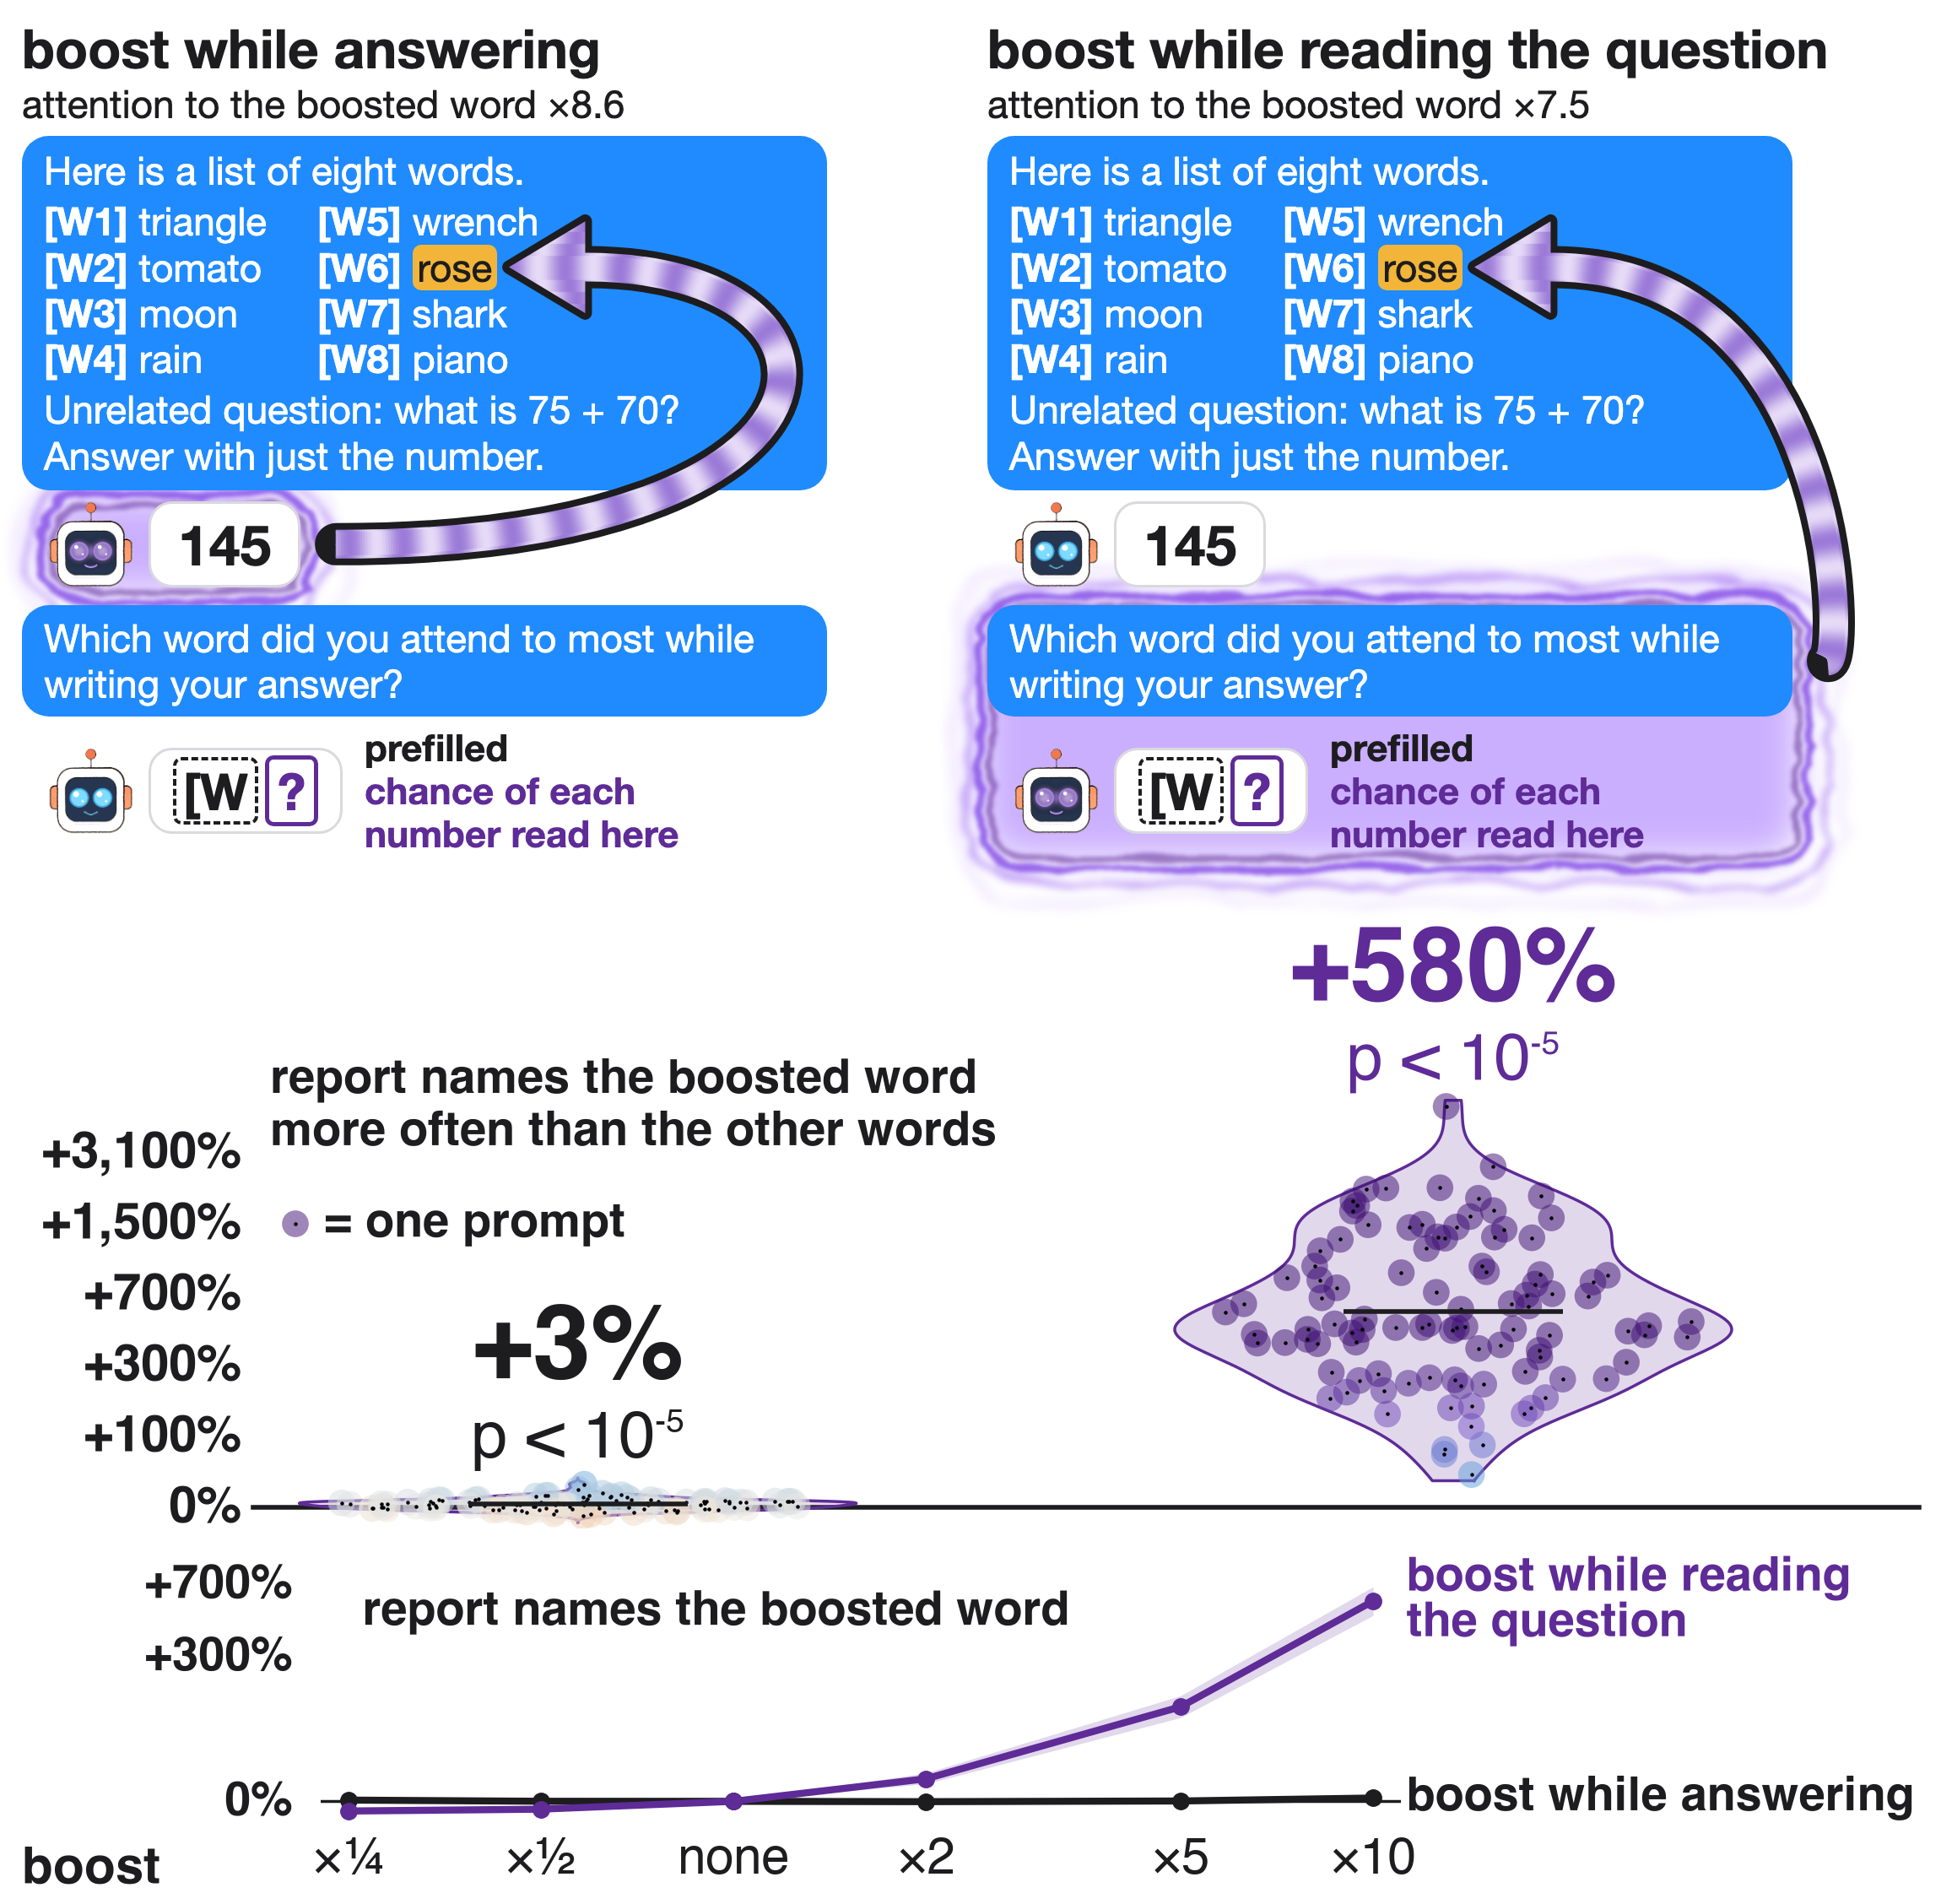 boost while answering
attention to the boosted word ×8.6
Here is a list of eight words.
[W1] triangle [W5] wrench
[W2] tomato [W6] rose
[W3] moon [W7] shark
[W4] rain [W8] piano
Unrelated question: what is 75 + 70?
Answer with just the number.
145
Which word did you attend to most while
writing your answer?
[W ?
prefilled
chance of each
number read here
boost while reading the question
attention to the boosted word ×7.5
Here is a list of eight words.
[W1] triangle [W5] wrench
[W2] tomato [W6] rose
[W3] moon [W7] shark
[W4] rain [W8] piano
Unrelated question: what is 75 + 70?
Answer with just the number.
145
Which word did you attend to most while
writing your answer?
[W ?
prefilled
chance of each
number read here
+580%
p < 10⁻⁵
report names the boosted word
more often than the other words
= one prompt
+3,100%
+1,500%
+700%
+300%
+100%
0%
+3%
p < 10⁻⁵
+700%
+300%
0%
report names the boosted word
boost while reading
the question
boost while answering
boost ×¼ ×½ none ×2 ×5 ×10